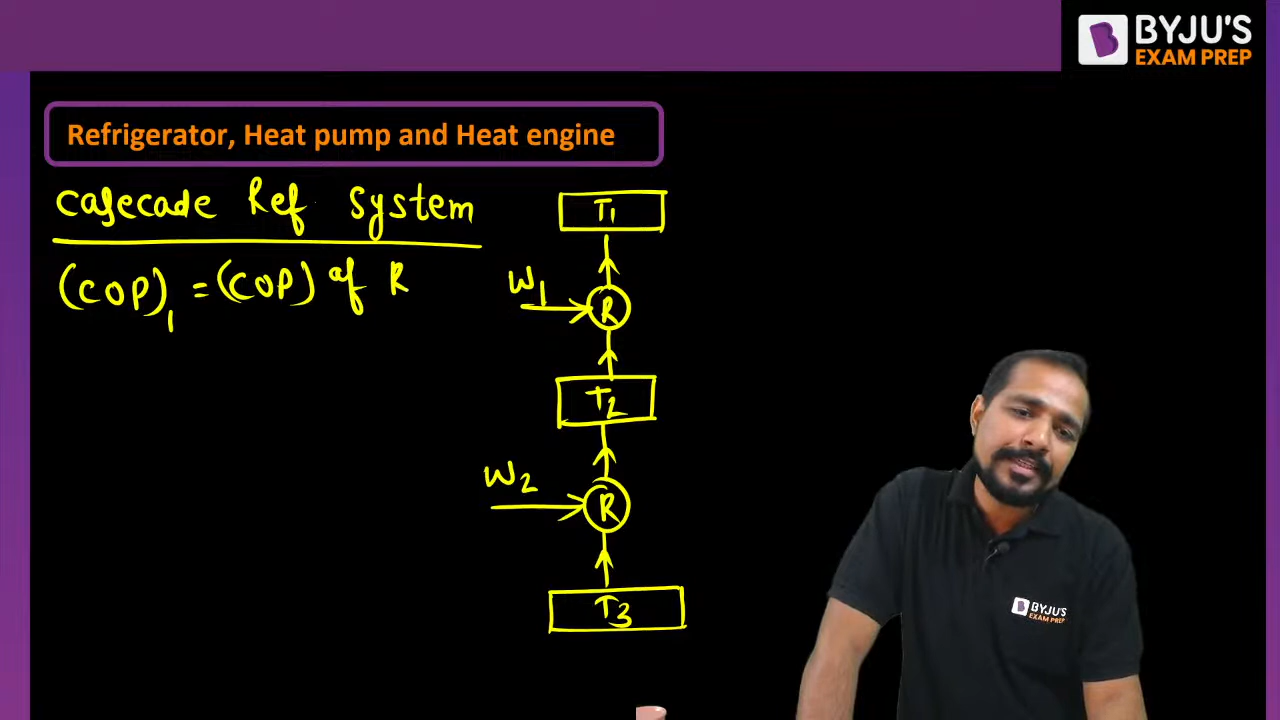 BYJU'S
EXAM PREP
Refrigerator, Heat pump and Heat engine
Casecade Ref System
(COP)₁ = (COP) of R
T₁
W₁
R
T₂
W₂
R
T₃
BYJU'S
EXAM PREP